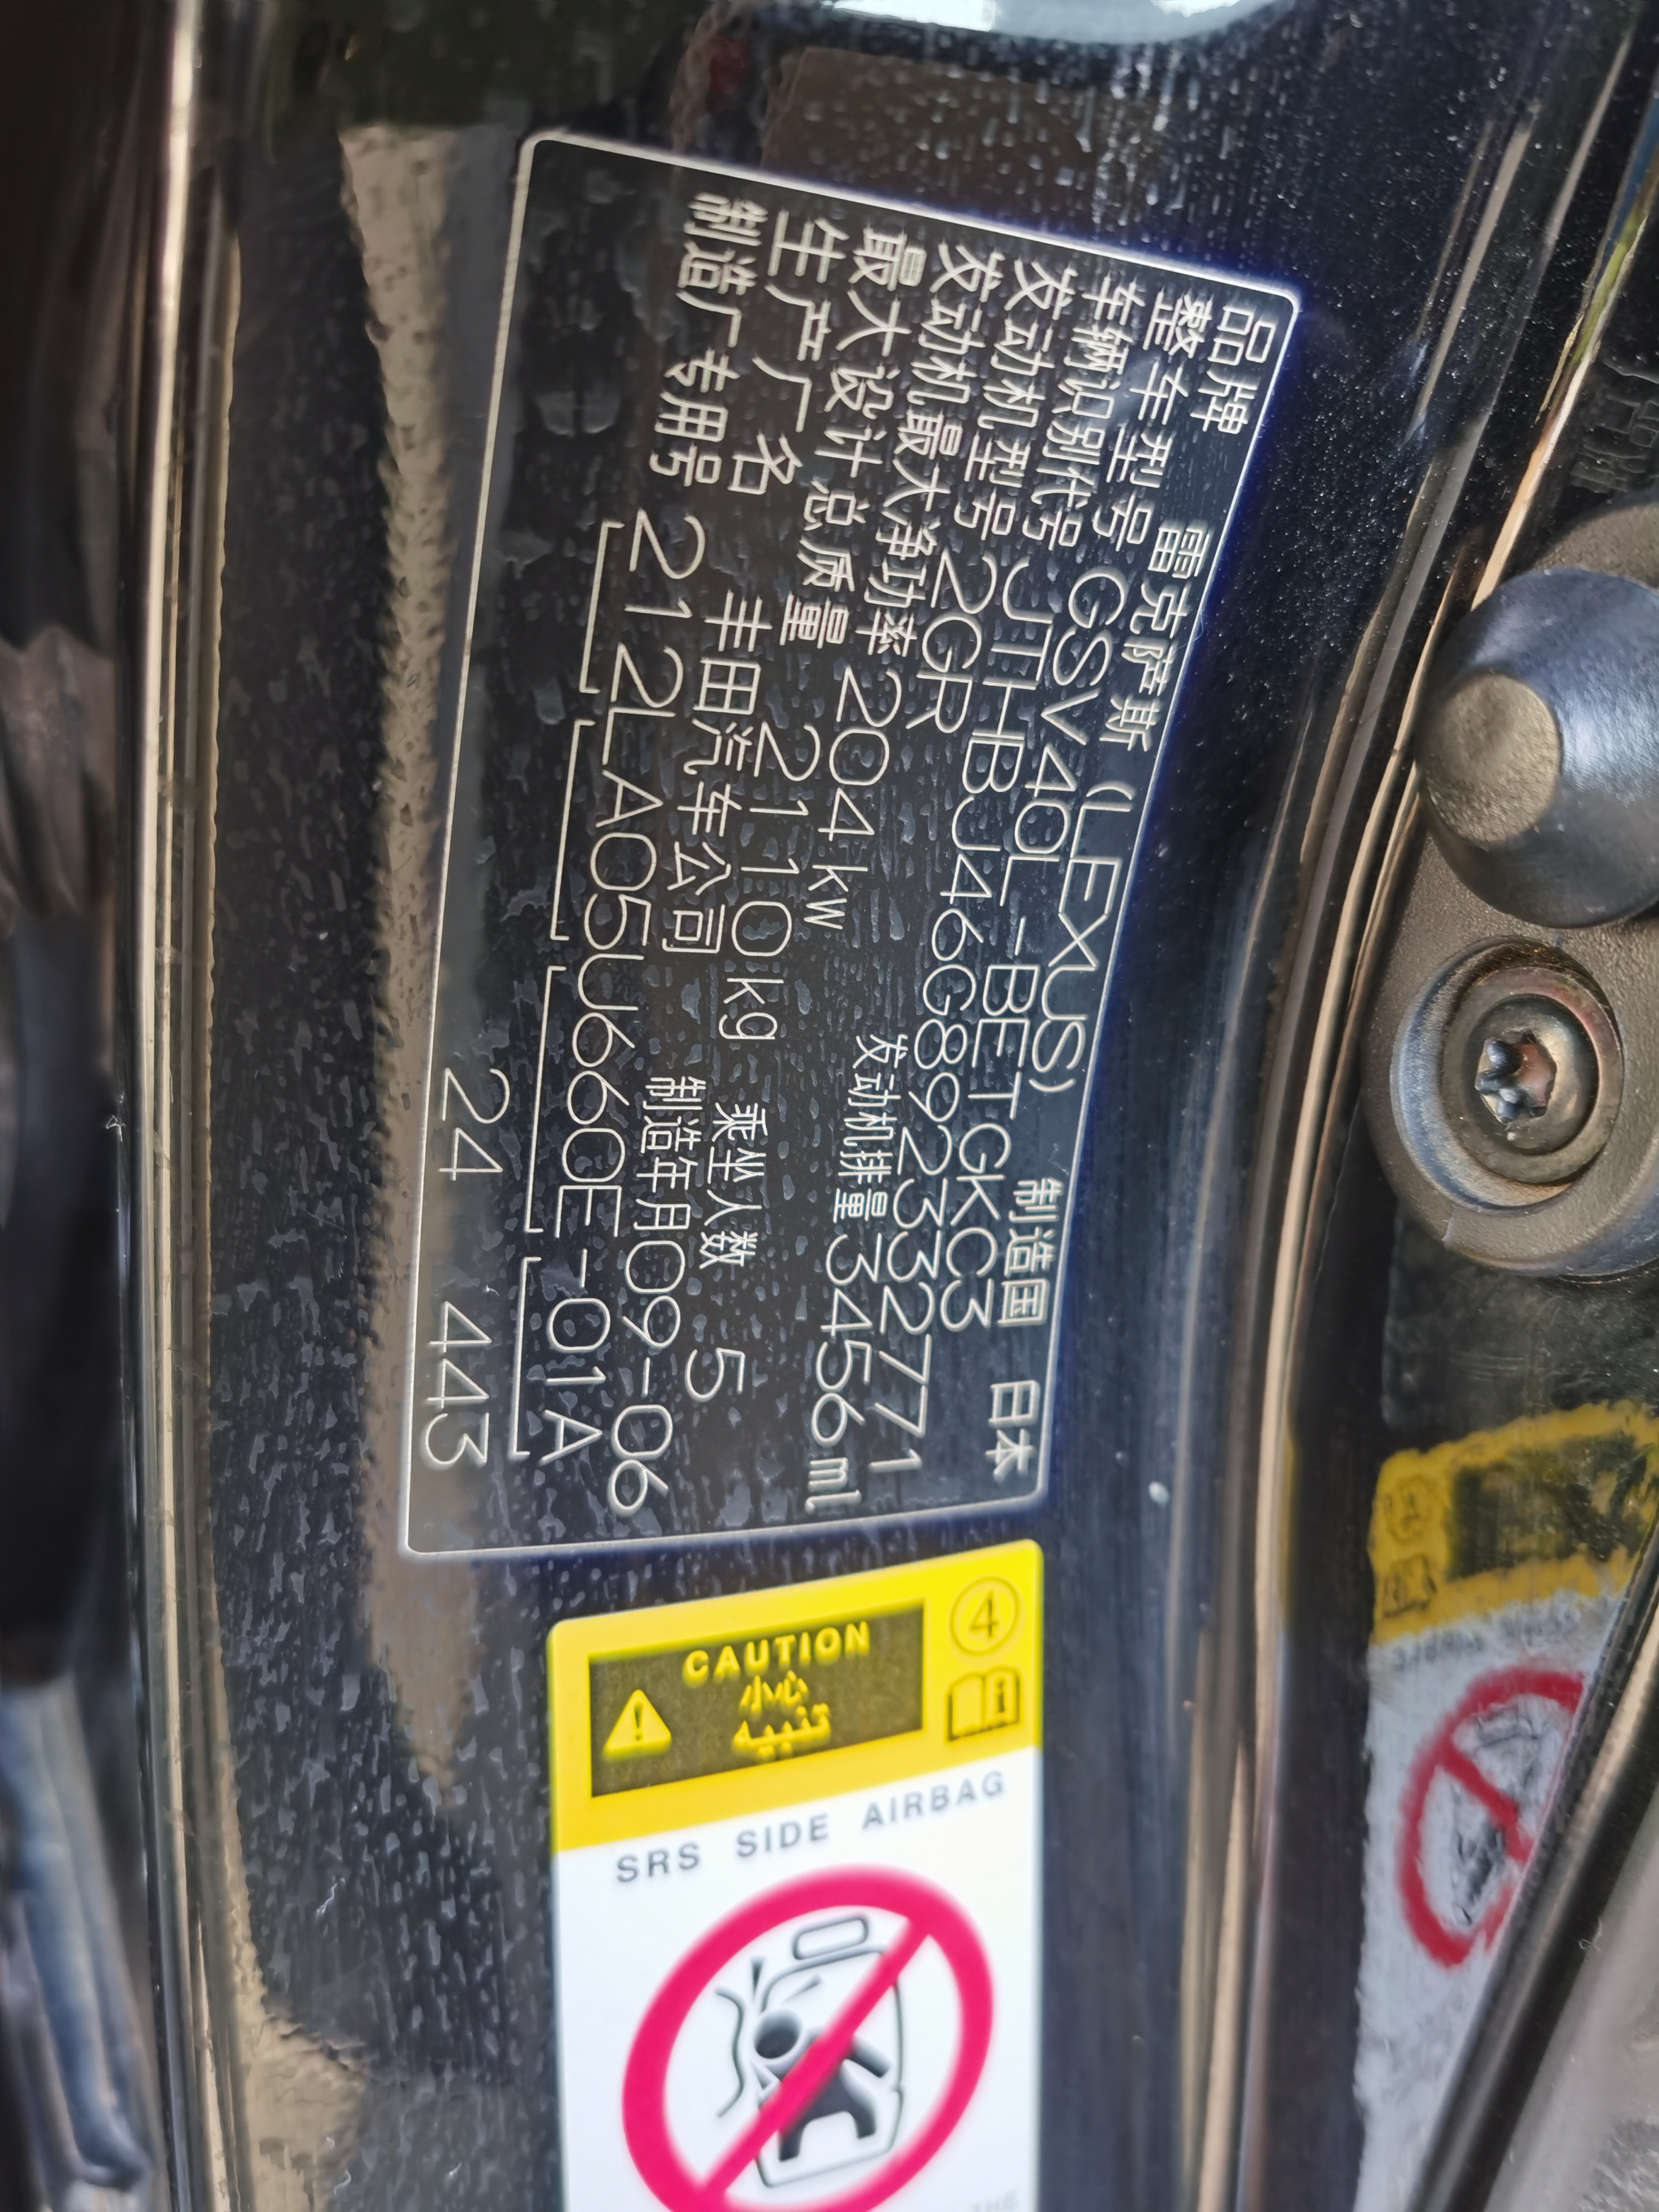 品牌 雷克萨斯 (LEXUS) 制造国 日本
整车型号 GSV40L-BETGKC3
车辆识别代号 JTHBJ46G892332771
发动机型号 2GR 发动机排量 3456ml
发动机最大净功率 204kW
最大设计总质量 2110kg 乘坐人数 5
生产厂名 丰田汽车公司 制造年月 09-06
制造厂专用号 212LA05U660E-01A
24 443
4
CAUTION
小心
تنبيه
SRS SIDE AIRBAG
THE